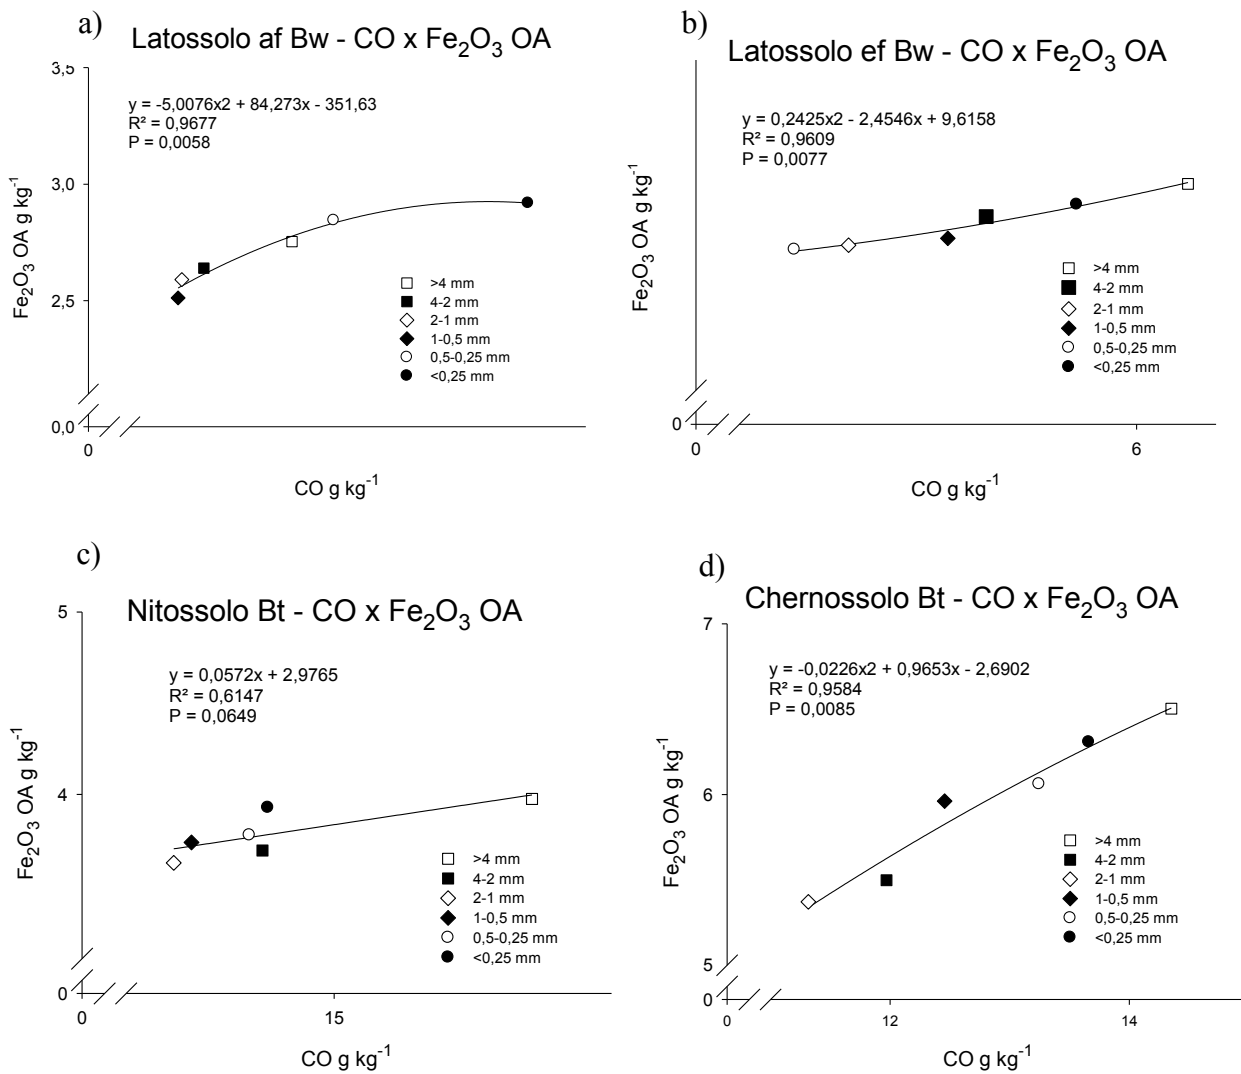 a)
Latossolo af Bw - CO x Fe₂O₃ OA
3,5
y = -5,0076x2 + 84,273x - 351,63
R² = 0,9677
P = 0,0058
3,0
Fe₂O₃ OA g kg⁻¹
2,5
>4 mm
4-2 mm
2-1 mm
1-0,5 mm
0,5-0,25 mm
<0,25 mm
0,0
0
CO g kg⁻¹
b)
Latossolo ef Bw - CO x Fe₂O₃ OA
y = 0,2425x2 - 2,4546x + 9,6158
R² = 0,9609
P = 0,0077
Fe₂O₃ OA g kg⁻¹
>4 mm
4-2 mm
2-1 mm
1-0,5 mm
0,5-0,25 mm
<0,25 mm
0
0
6
CO g kg⁻¹
c)
5
Nitossolo Bt - CO x Fe₂O₃ OA
y = 0,0572x + 2,9765
R² = 0,6147
P = 0,0649
Fe₂O₃ OA g kg⁻¹
4
>4 mm
4-2 mm
2-1 mm
1-0,5 mm
0,5-0,25 mm
<0,25 mm
0
0
15
CO g kg⁻¹
d)
Chernossolo Bt - CO x Fe₂O₃ OA
7
y = -0,0226x2 + 0,9653x - 2,6902
R² = 0,9584
P = 0,0085
Fe₂O₃ OA g kg⁻¹
6
>4 mm
4-2 mm
2-1 mm
1-0,5 mm
0,5-0,25 mm
<0,25 mm
5
0
0
12
14
CO g kg⁻¹